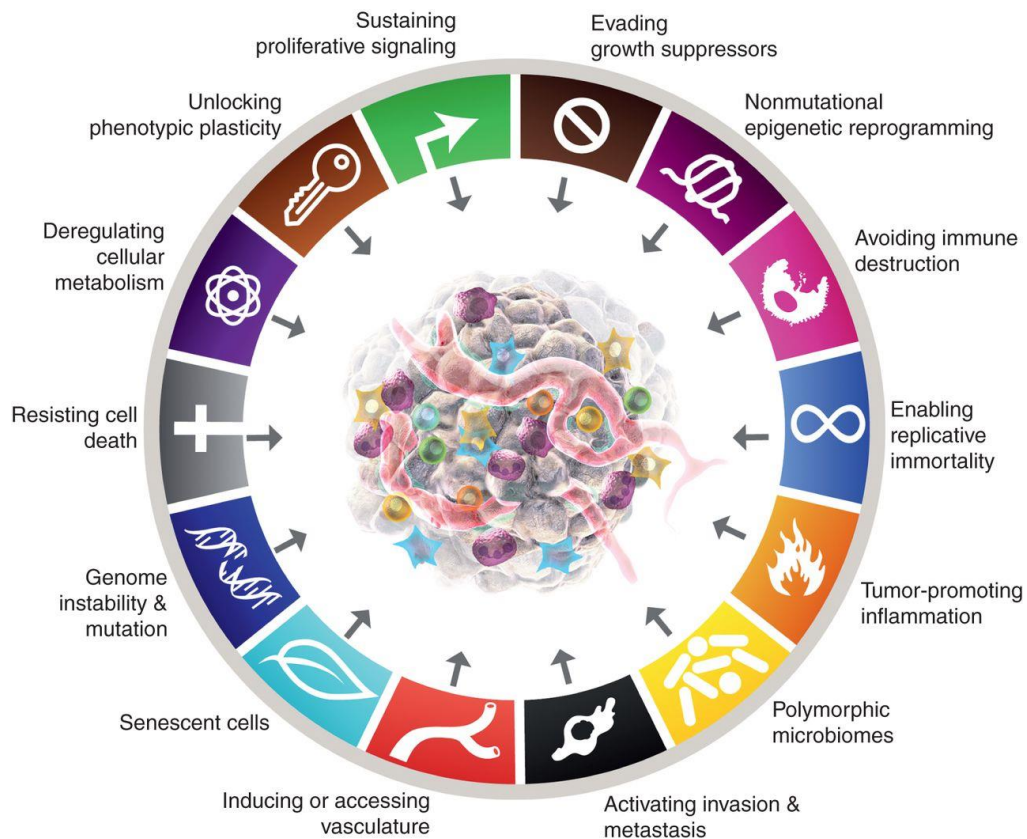 Sustaining
proliferative signaling
Evading
growth suppressors
Nonmutational
epigenetic reprogramming
Avoiding immune
destruction
Enabling
replicative
immortality
Tumor-promoting
inflammation
Polymorphic
microbiomes
Activating invasion &
metastasis
Inducing or accessing
vasculature
Senescent cells
Genome
instability &
mutation
Resisting cell
death
Deregulating
cellular
metabolism
Unlocking
phenotypic plasticity